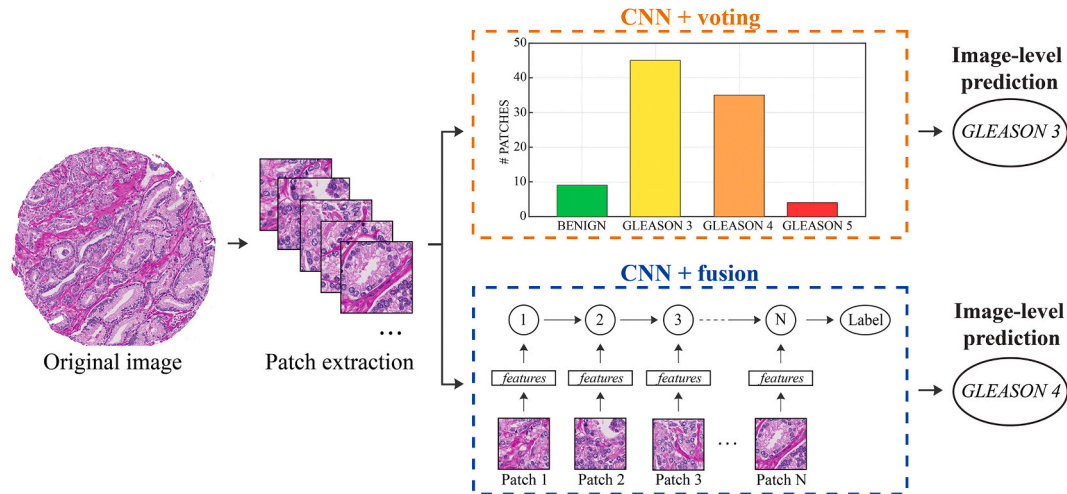 CNN + voting
50
40
30
20
10
0
# PATCHES
BENIGN GLEASON 3 GLEASON 4 GLEASON 5
Image-level
prediction
GLEASON 3
Original image
Patch extraction
...
CNN + fusion
1 2 3 N Label
features features features features
...
Patch 1 Patch 2 Patch 3 Patch N
Image-level
prediction
GLEASON 4